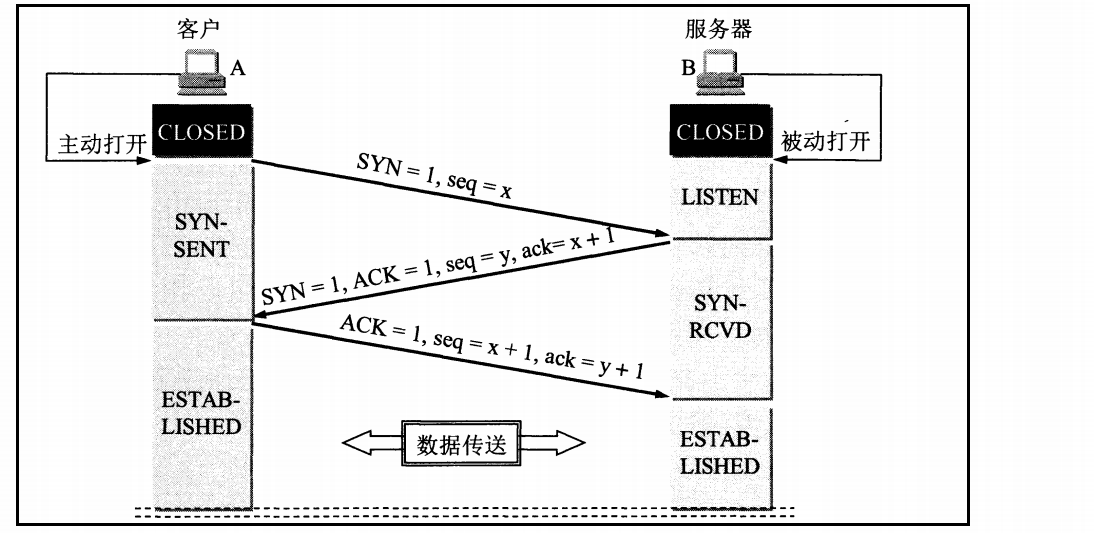 客户
服务器
A
B
CLOSED
CLOSED
主动打开
被动打开
SYN = 1, seq = x
LISTEN
SYN-
SENT
SYN = 1, ACK = 1, seq = y, ack= x + 1
SYN-
RCVD
ACK = 1, seq = x + 1, ack = y + 1
ESTAB-
LISHED
数据传送
ESTAB-
LISHED